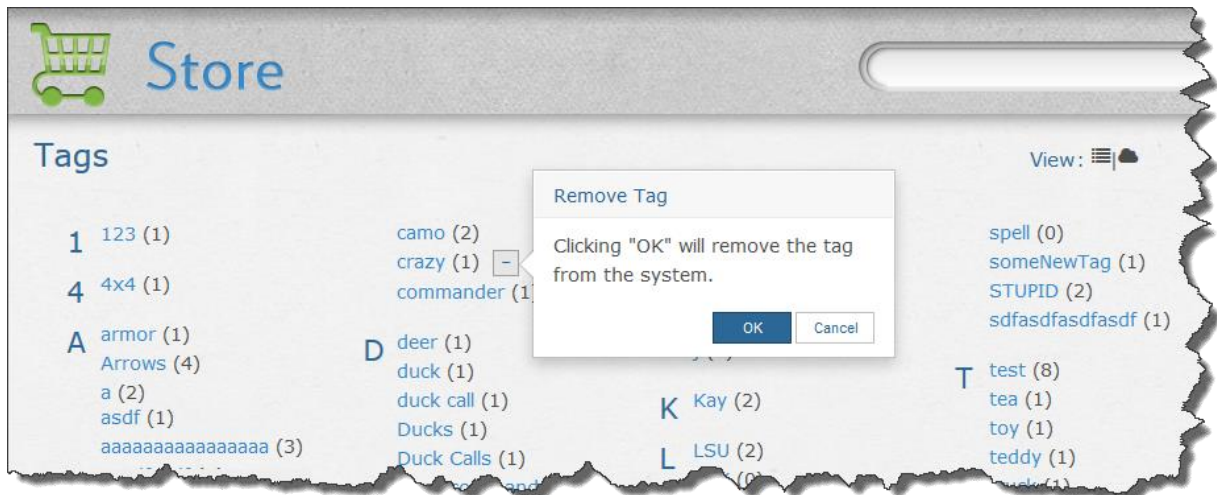 Store
Tags
View:
1
123 (1)
4
4x4 (1)
A
armor (1)
Arrows (4)
a (2)
asdf (1)
aaaaaaaaaaaaaaaa (3)
camo (2)
crazy (1) −
commander (1
D
deer (1)
duck (1)
duck call (1)
Ducks (1)
Duck Calls (1)
Remove Tag
Clicking "OK" will remove the tag
from the system.
OK Cancel
K
Kay (2)
L
LSU (2)
spell (0)
someNewTag (1)
STUPID (2)
sdfasdfasdfasdf (1)
T
test (8)
tea (1)
toy (1)
teddy (1)